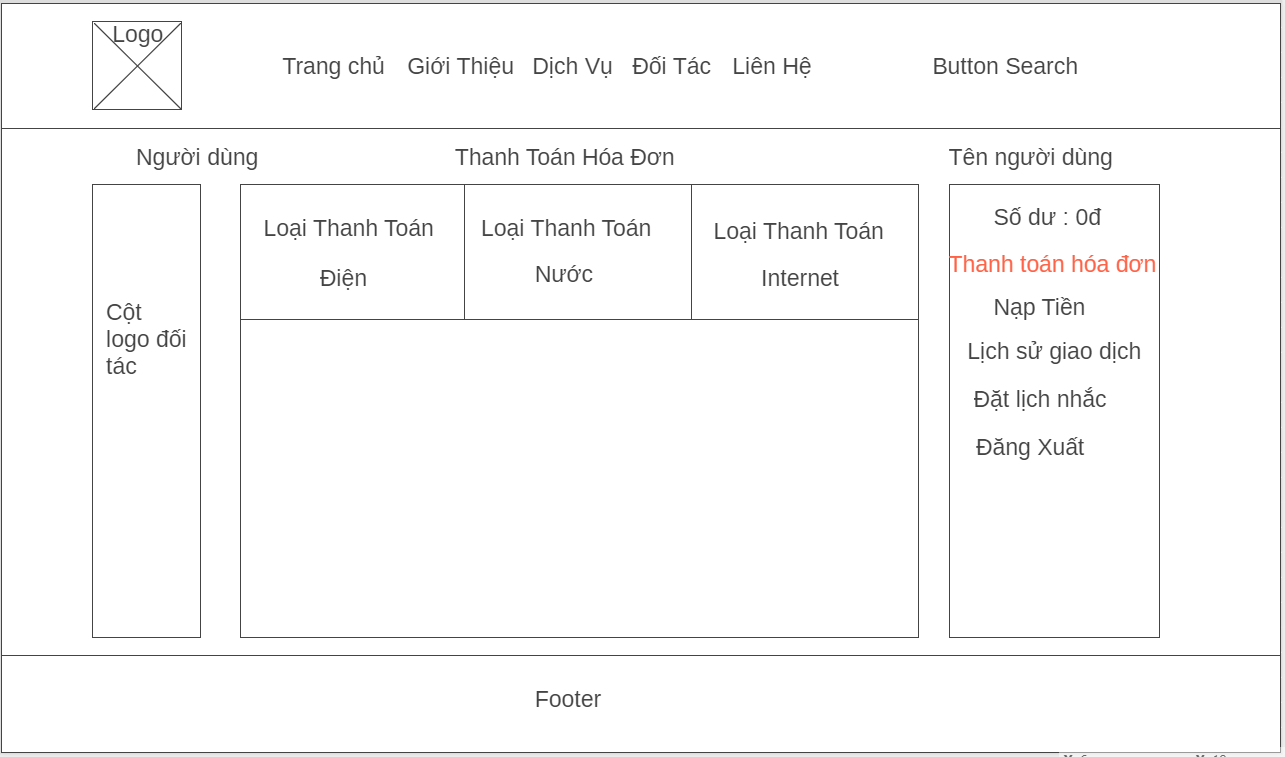 Logo
Trang chủ Giới Thiệu Dịch Vụ Đối Tác Liên Hệ Button Search
Người dùng Thanh Toán Hóa Đơn Tên người dùng
Cột
logo đối
tác
Loại Thanh Toán
Điện
Loại Thanh Toán
Nước
Loại Thanh Toán
Internet
Số dư : 0đ
Thanh toán hóa đơn
Nạp Tiền
Lịch sử giao dịch
Đặt lịch nhắc
Đăng Xuất
Footer